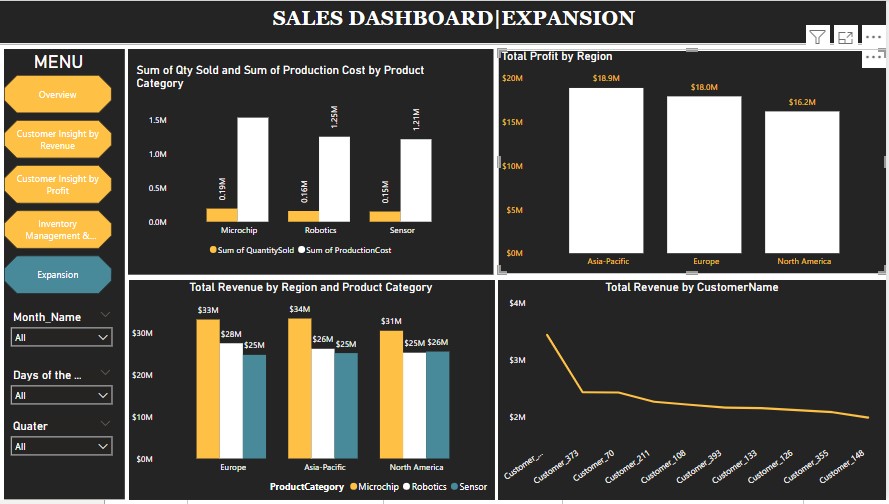 SALES DASHBOARD|EXPANSION
MENU
Overview
Customer Insight by
Revenue
Customer Insight by
Profit
Inventory
Management &...
Expansion
Month_Name
All
Days of the ...
All
Quater
All
Sum of Qty Sold and Sum of Production Cost by Product
Category
1.5M
1.0M
0.5M
0.0M
0.19M
0.16M
1.25M
0.15M
1.21M
Microchip
Robotics
Sensor
Sum of QuantitySold
Sum of ProductionCost
Total Profit by Region
$20M
$15M
$10M
$5M
$0M
$18.9M
$18.0M
$16.2M
Asia-Pacific
Europe
North America
Total Revenue by Region and Product Category
$30M
$20M
$10M
$0M
$33M
$28M
$25M
$34M
$26M
$25M
$31M
$25M
$26M
Europe
Asia-Pacific
North America
ProductCategory
Microchip
Robotics
Sensor
Total Revenue by CustomerName
$4M
$3M
$2M
Customer_...
Customer_373
Customer_70
Customer_211
Customer_108
Customer_393
Customer_133
Customer_126
Customer_355
Customer_148